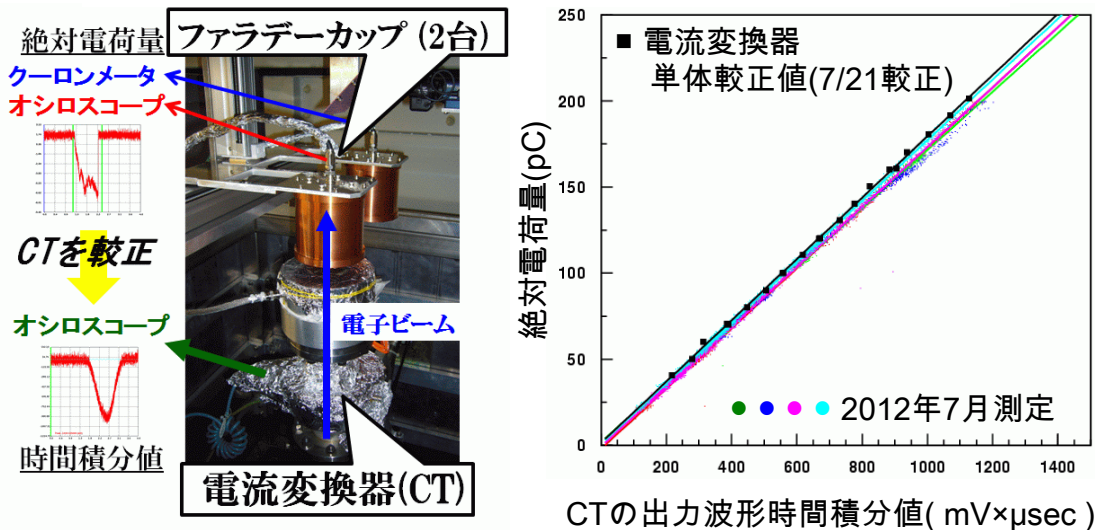 絶対電荷量
ファラデーカップ (2台)
クーロンメータ
オシロスコープ
CTを較正
オシロスコープ
電子ビーム
時間積分値
電流変換器(CT)
250
200
150
100
50
0
絶対電荷量(pC)
■ 電流変換器
単体較正値(7/21較正)
2012年7月測定
0 200 400 600 800 1000 1200 1400
CTの出力波形時間積分値( mV×μsec )